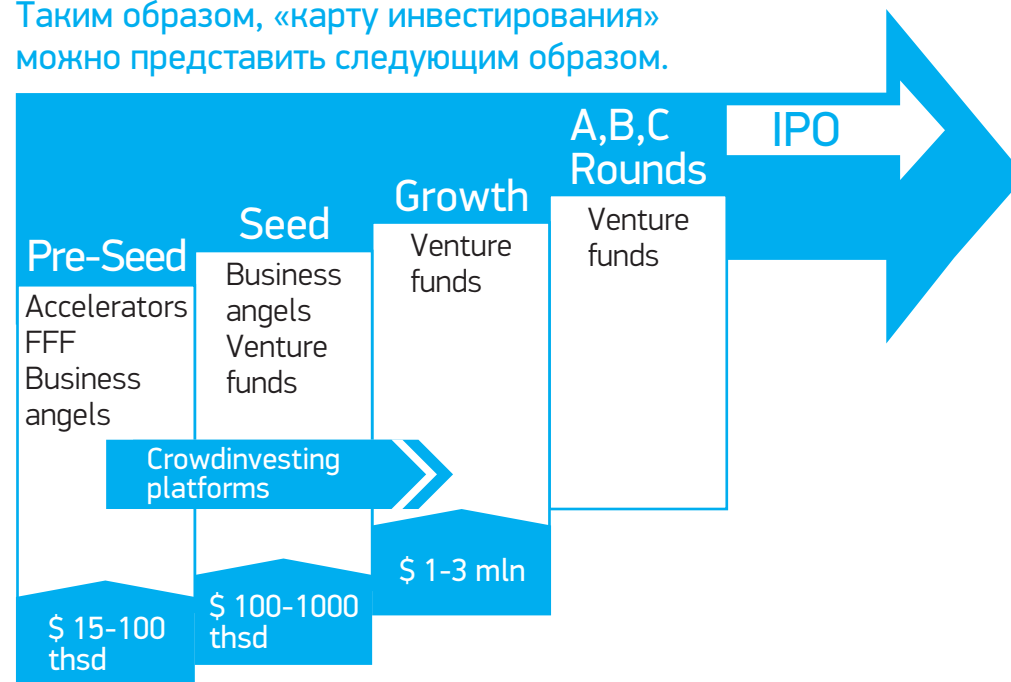 Таким образом, «карту инвестирования»
можно представить следующим образом.
Pre-Seed
Accelerators
FFF
Business
angels
$ 15-100
thsd
Seed
Business
angels
Venture
funds
$ 100-1000
thsd
Crowdinvesting
platforms
Growth
Venture
funds
$ 1-3 mln
A,B,C
Rounds
Venture
funds
IPO